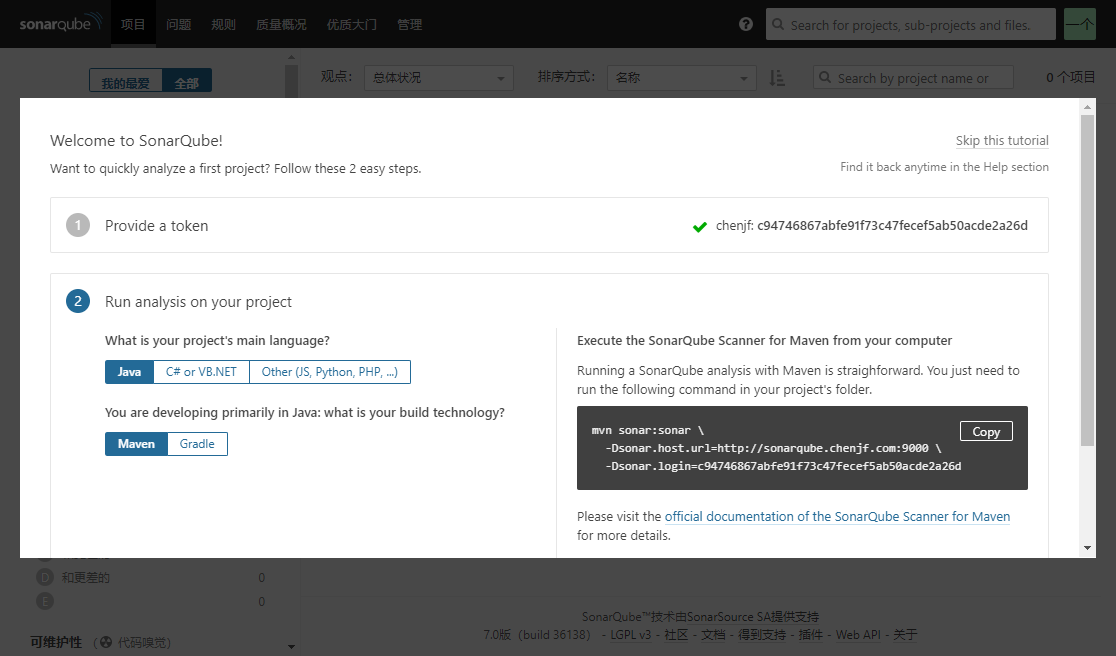 sonarqube 项目 问题 规则 质量概况 优质大门 管理 Search for projects, sub-projects and files. 一个
我的最爱 全部 观点: 总体状况 排序方式: 名称 Search by project name or 0 个项目
Welcome to SonarQube! Skip this tutorial
Want to quickly analyze a first project? Follow these 2 easy steps. Find it back anytime in the Help section
1 Provide a token chenjf: c94746867abfe91f73c47fecef5ab50acde2a26d
2 Run analysis on your project
What is your project's main language?
Java C# or VB.NET Other (JS, Python, PHP, ...)
You are developing primarily in Java: what is your build technology?
Maven Gradle
Execute the SonarQube Scanner for Maven from your computer
Running a SonarQube analysis with Maven is straighforward. You just need to
run the following command in your project's folder.
Copy
mvn sonar:sonar \
-Dsonar.host.url=http://sonarqube.chenjf.com:9000 \
-Dsonar.login=c94746867abfe91f73c47fecef5ab50acde2a26d
Please visit the official documentation of the SonarQube Scanner for Maven
for more details.
D 和更差的 0
E 0
可维护性 ( 代码嗅觉)
SonarQube™技术由SonarSource SA提供支持
7.0版 (build 36138) - LGPL v3 - 社区 - 文档 - 得到支持 - 插件 - Web API - 关于